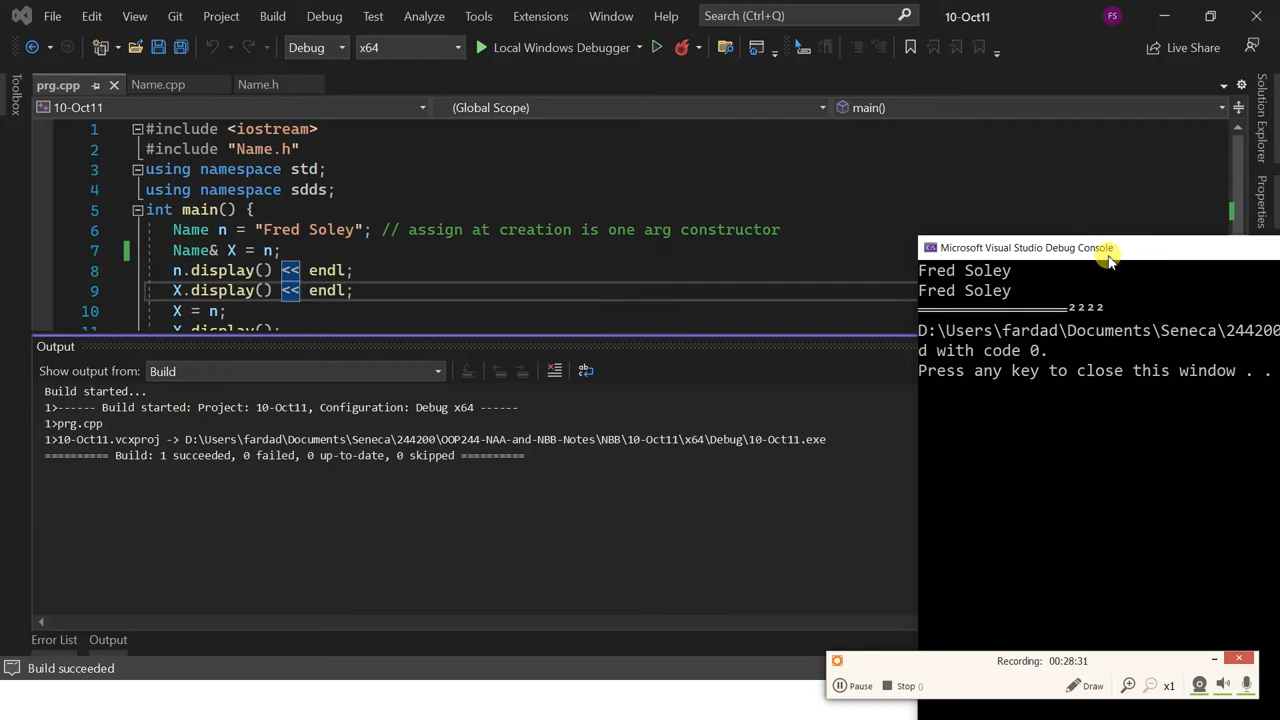 File Edit View Git Project Build Debug Test Analyze Tools Extensions Window Help Search (Ctrl+Q) 10-Oct11 FS
Debug x64 Local Windows Debugger Live Share
prg.cpp Name.cpp Name.h
10-Oct11 (Global Scope) main()
Toolbox
Solution Explorer
Properties
1 #include <iostream>
2 #include "Name.h"
3 using namespace std;
4 using namespace sdds;
5 int main() {
6 Name n = "Fred Soley"; // assign at creation is one arg constructor
7 Name& X = n;
8 n.display() << endl;
9 X.display() << endl;
10 X = n;
11 X.display();
Output
Show output from: Build
Build started...
1>------ Build started: Project: 10-Oct11, Configuration: Debug x64 ------
1>prg.cpp
1>10-Oct11.vcxproj -> D:\Users\fardad\Documents\Seneca\244200\OOP244-NAA-and-NBB-Notes\NBB\10-Oct11\x64\Debug\10-Oct11.exe
========== Build: 1 succeeded, 0 failed, 0 up-to-date, 0 skipped ==========
Error List Output
Build succeeded
Microsoft Visual Studio Debug Console
Fred Soley
Fred Soley
════════════════²²²²
D:\Users\fardad\Documents\Seneca\244200
d with code 0.
Press any key to close this window . .
Recording: 00:28:31
Pause Stop () Draw x1